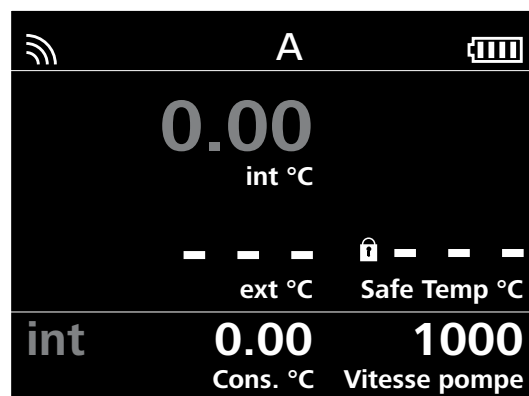 A
0.00
int °C
– – – – – –
ext °C Safe Temp °C
int 0.00 1000
Cons. °C Vitesse pompe